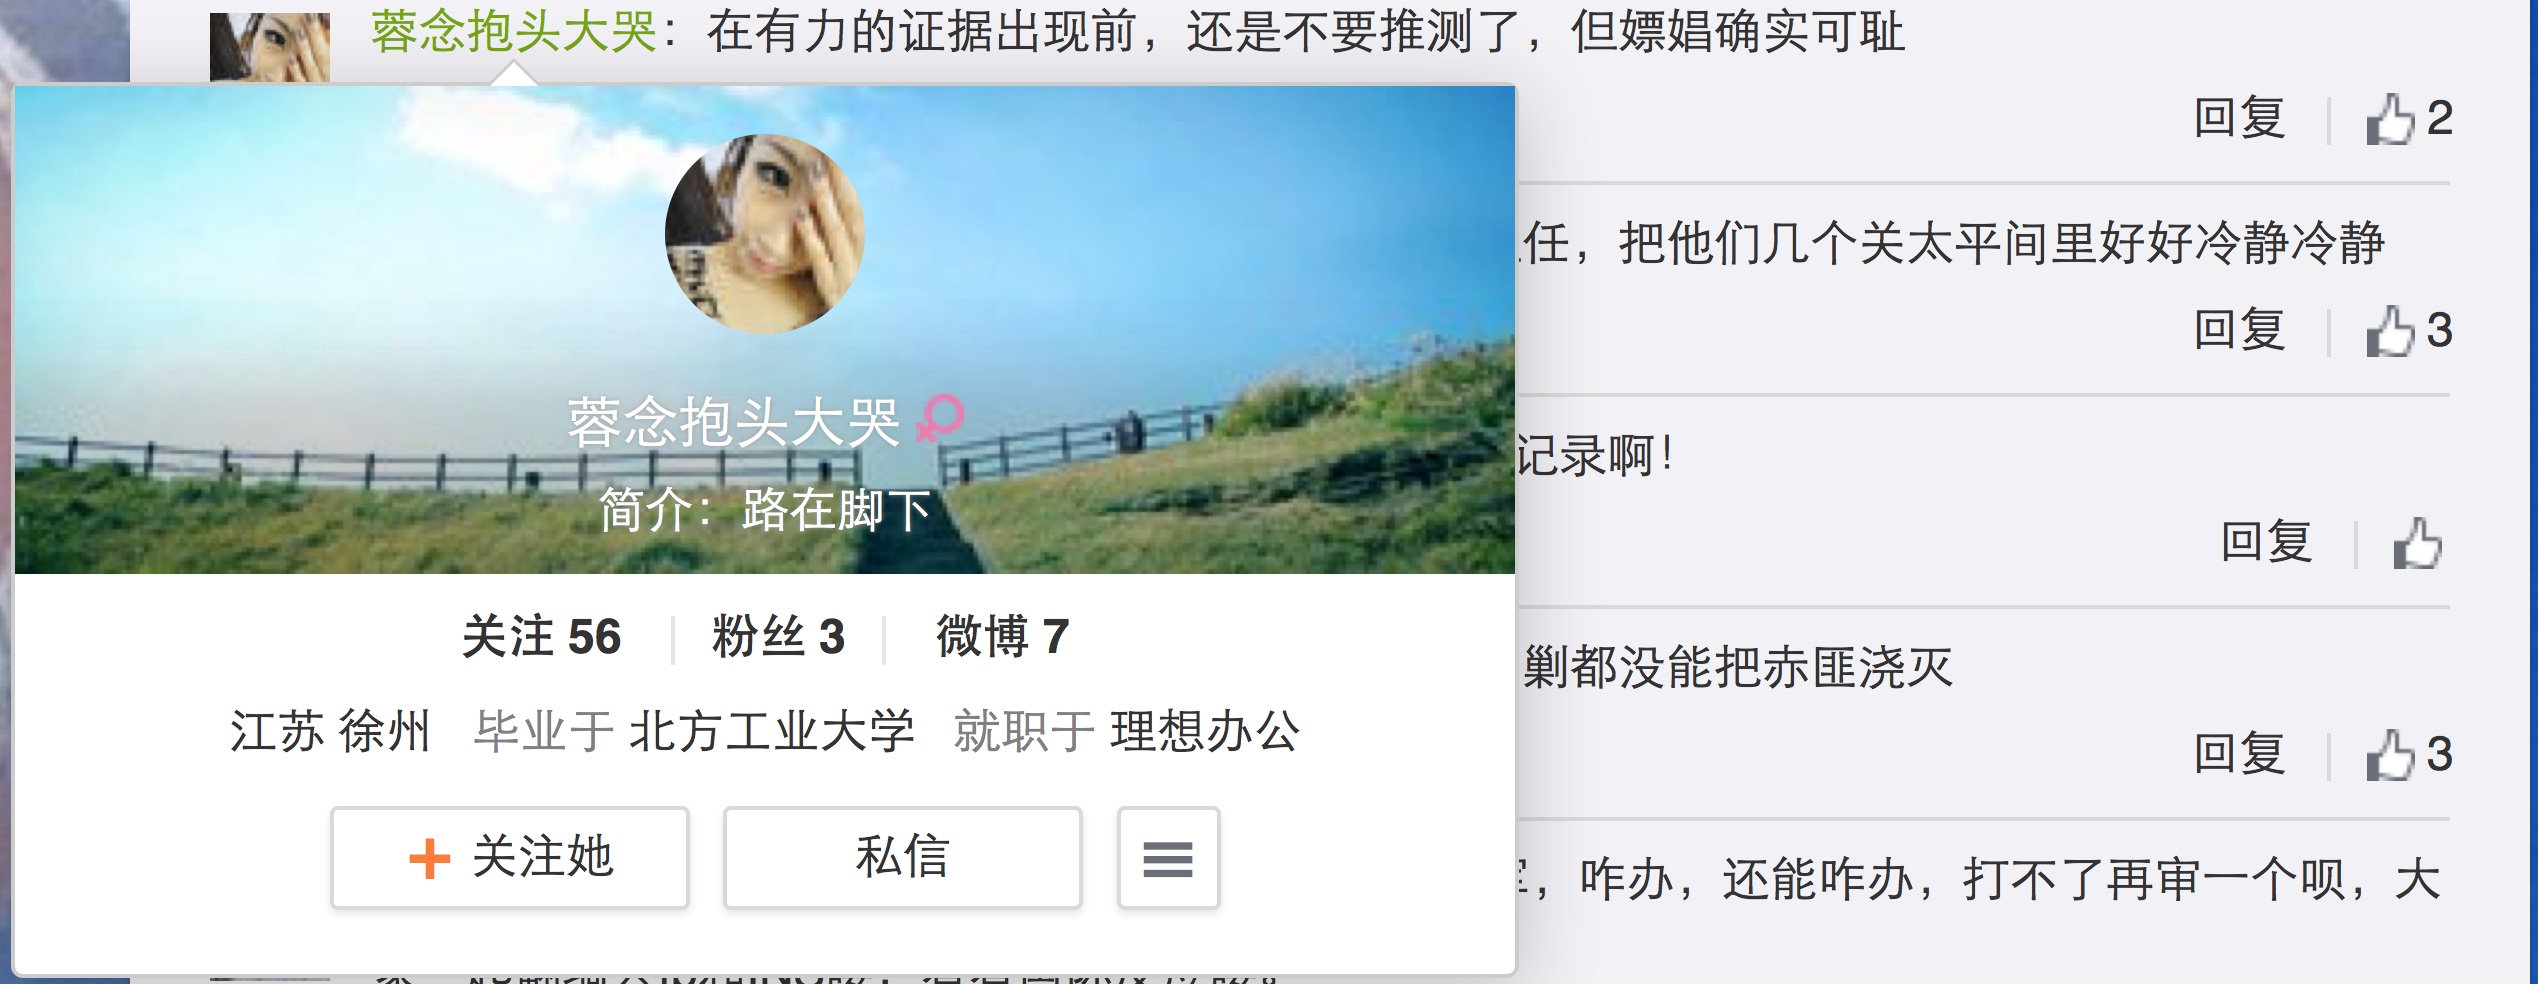 蓉念抱头大哭：在有力的证据出现前，还是不要推测了，但嫖娼确实可耻
回复 2
任，把他们几个关太平间里好好冷静冷静
回复 3
记录啊！
回复
剿都没能把赤匪浇灭
回复 3
，咋办，还能咋办，打不了再审一个呗，大
蓉念抱头大哭
简介：路在脚下
关注 56 粉丝 3 微博 7
江苏 徐州 毕业于 北方工业大学 就职于 理想办公
+ 关注她 私信